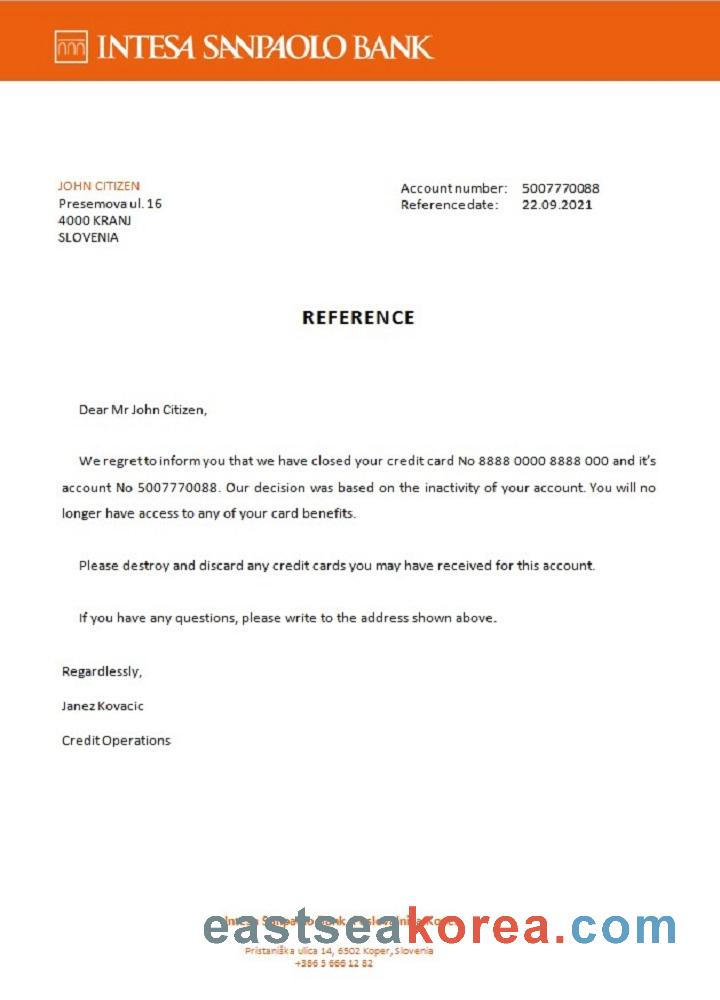 INTESA SANPAOLO BANK
JOHN CITIZEN
Presemova ul. 16
4000 KRANJ
SLOVENIA
Account number: 5007770088
Reference date: 22.09.2021
REFERENCE
Dear Mr John Citizen,
We regret to inform you that we have closed your credit card No 8888 0000 8888 000 and it's
account No 5007770088. Our decision was based on the inactivity of your account. You will no
longer have access to any of your card benefits.
Please destroy and discard any credit cards you may have received for this account.
If you have any questions, please write to the address shown above.
Regardlessly,
Janez Kovacic
Credit Operations
eastseakorea.com
Pristaniška ulica 14, 6502 Koper, Slovenia
+386 5 666 12 82